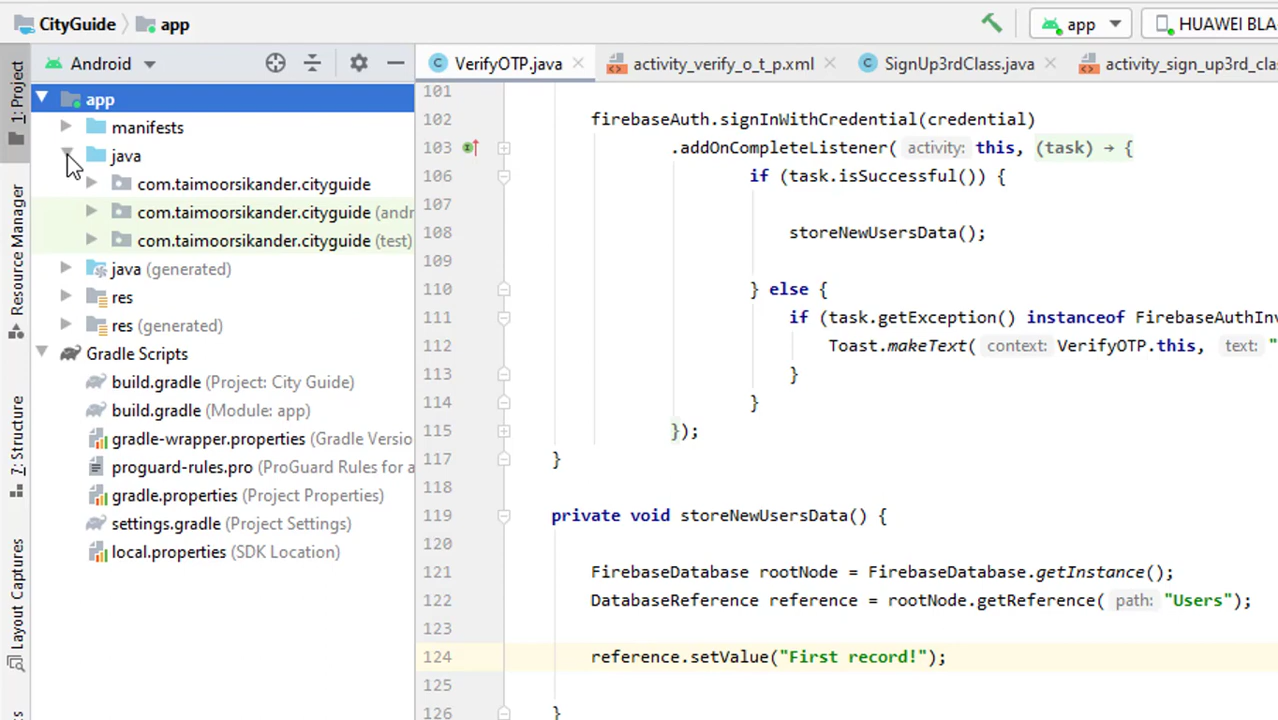 CityGuide app app HUAWEI BLA
1: Project
Resource Manager
7: Structure
Layout Captures
Android
VerifyOTP.java activity_verify_o_t_p.xml SignUp3rdClass.java activity_sign_up3rd_clas
app
manifests
java
com.taimoorsikander.cityguide
com.taimoorsikander.cityguide (andr
com.taimoorsikander.cityguide (test)
java (generated)
res
res (generated)
Gradle Scripts
build.gradle (Project: City Guide)
build.gradle (Module: app)
gradle-wrapper.properties (Gradle Versio
proguard-rules.pro (ProGuard Rules for a
gradle.properties (Project Properties)
settings.gradle (Project Settings)
local.properties (SDK Location)
101
102 firebaseAuth.signInWithCredential(credential)
103 .addOnCompleteListener( activity: this, (task) → {
106 if (task.isSuccessful()) {
107
108 storeNewUsersData();
109
110 } else {
111 if (task.getException() instanceof FirebaseAuthInv
112 Toast.makeText( context: VerifyOTP.this, text: "
113 }
114 }
115 });
117 }
118
119 private void storeNewUsersData() {
120
121 FirebaseDatabase rootNode = FirebaseDatabase.getInstance();
122 DatabaseReference reference = rootNode.getReference( path: "Users");
123
124 reference.setValue("First record!");
125
126 }